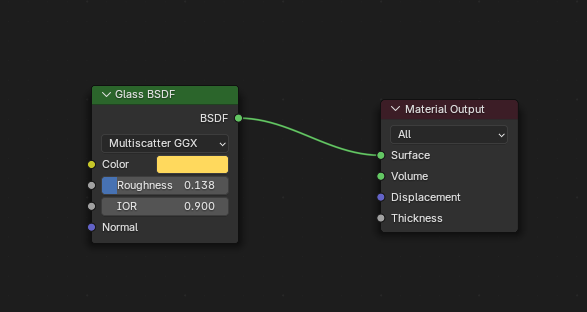 Glass BSDF
BSDF
Multiscatter GGX
Color
Roughness 0.138
IOR 0.900
Normal
Material Output
All
Surface
Volume
Displacement
Thickness